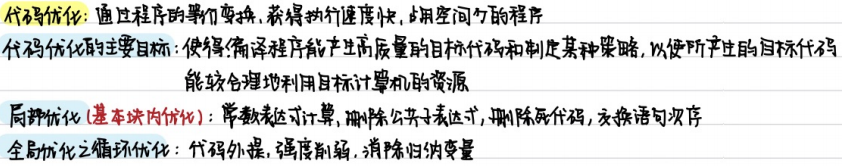 代码优化：通过程序的等价变换，获得执行速度快，占用空间少的程序
代码优化的主要目标：使得编译程序能产生高质量的目标代码和制定某种策略，以使所产生的目标代码
能较合理地利用目标计算机的资源
局部优化（基本块内优化）：常数表达式计算，删除公共子表达式，删除死代码，交换语句次序
全局优化之循环优化：代码外提，强度削弱，消除归纳变量